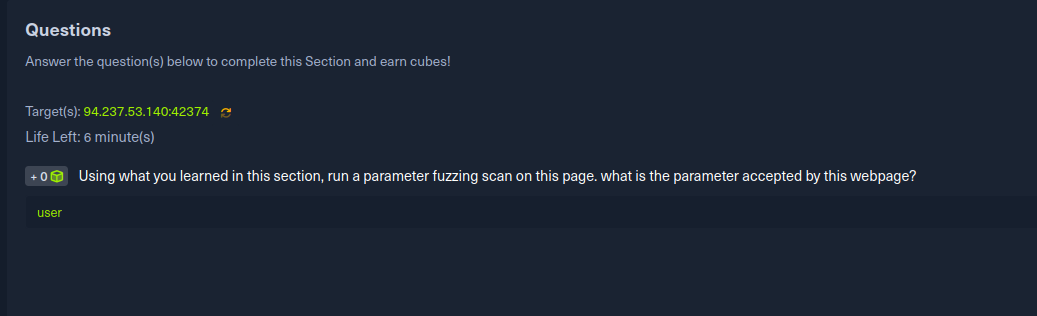 Questions
Answer the question(s) below to complete this Section and earn cubes!
Target(s): 94.237.53.140:42374
Life Left: 6 minute(s)
+ 0 Using what you learned in this section, run a parameter fuzzing scan on this page. what is the parameter accepted by this webpage?
user